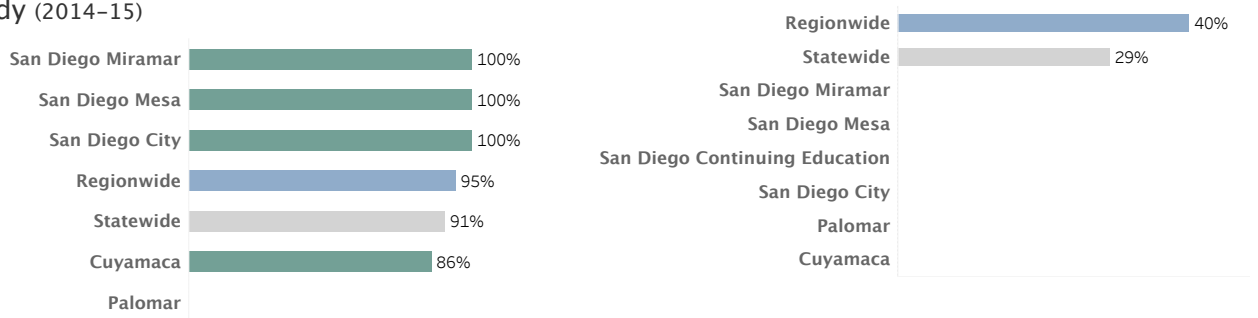 dy (2014–15)
San Diego Miramar 100%
San Diego Mesa 100%
San Diego City 100%
Regionwide 95%
Statewide 91%
Cuyamaca 86%
Palomar
Regionwide 40%
Statewide 29%
San Diego Miramar
San Diego Mesa
San Diego Continuing Education
San Diego City
Palomar
Cuyamaca